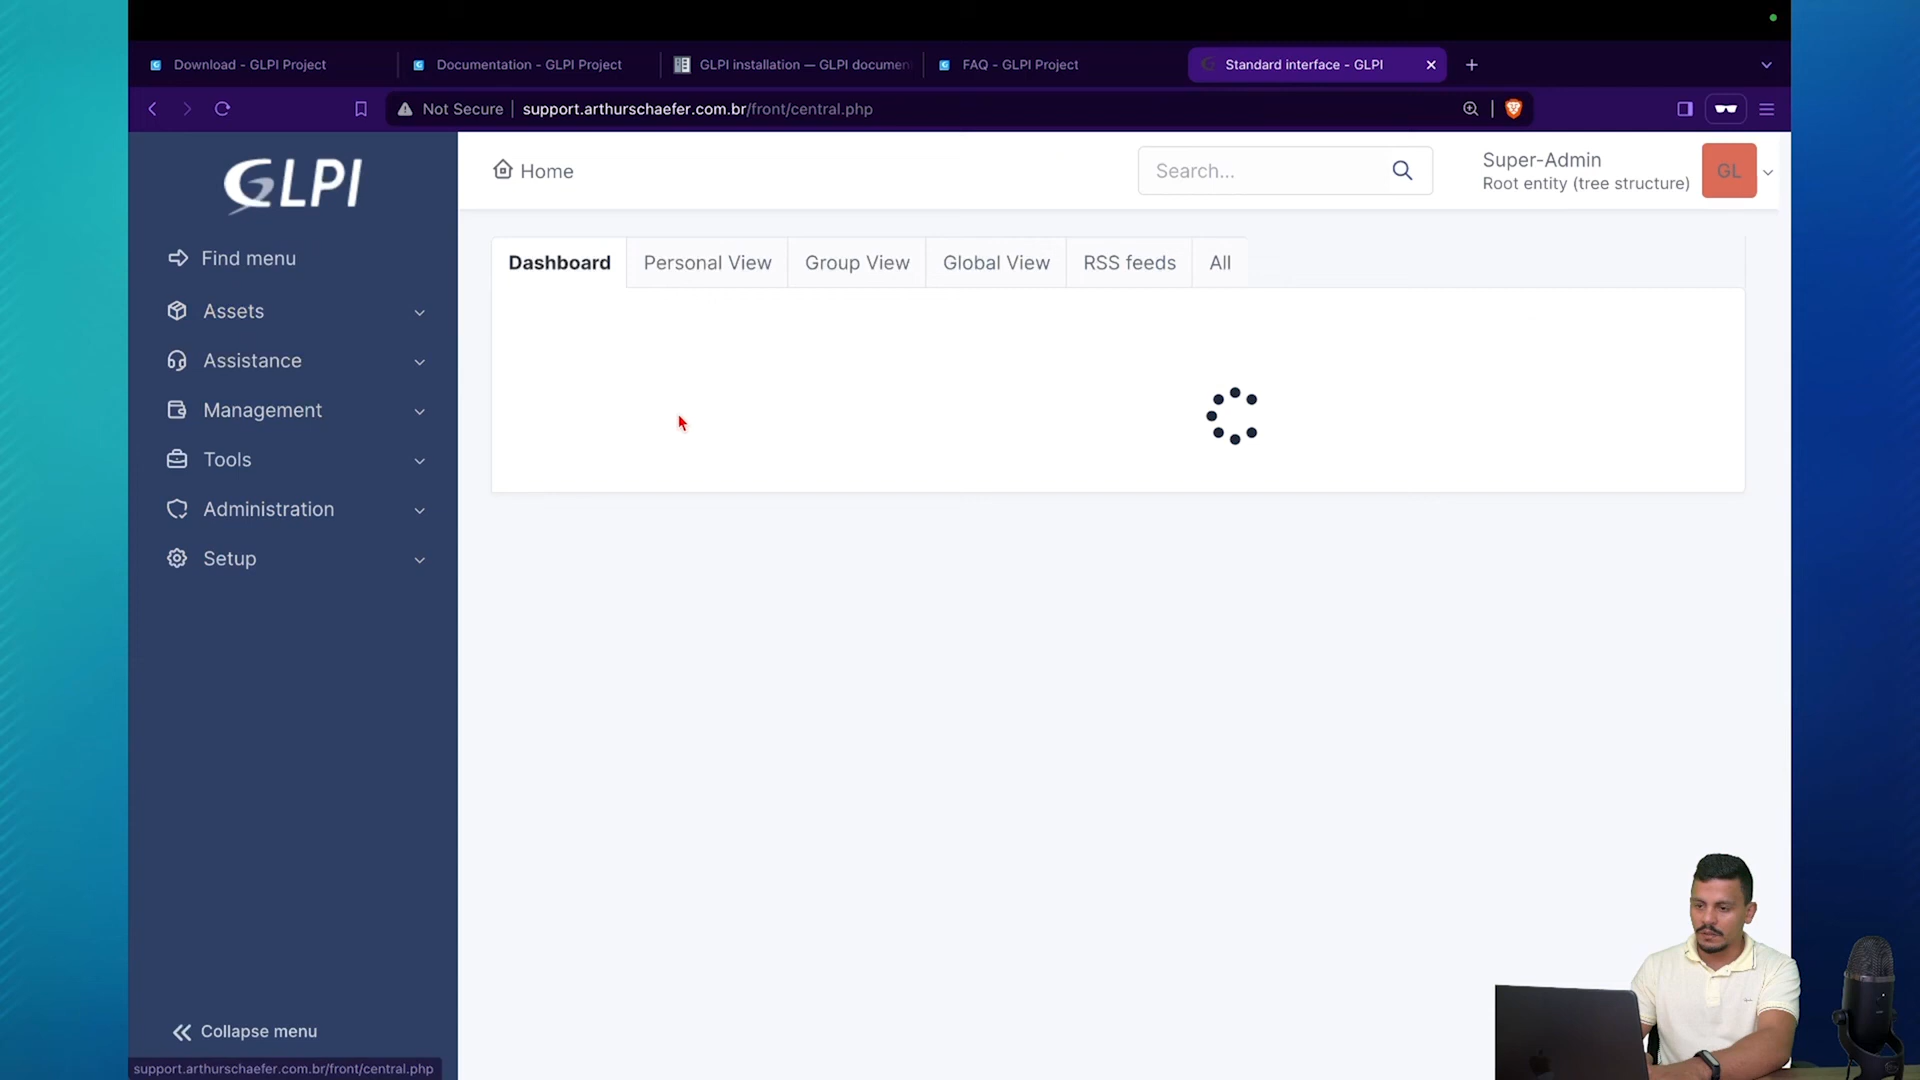 Download - GLPI Project
Documentation - GLPI Project
GLPI installation — GLPI documen
FAQ - GLPI Project
Standard interface - GLPI
Not Secure
support.arthurschaefer.com.br/front/central.php
GLPI
Home
Search...
Super-Admin
Root entity (tree structure)
GL
Find menu
Dashboard
Personal View
Group View
Global View
RSS feeds
All
Assets
Assistance
Management
Tools
Administration
Setup
Collapse menu
support.arthurschaefer.com.br/front/central.php